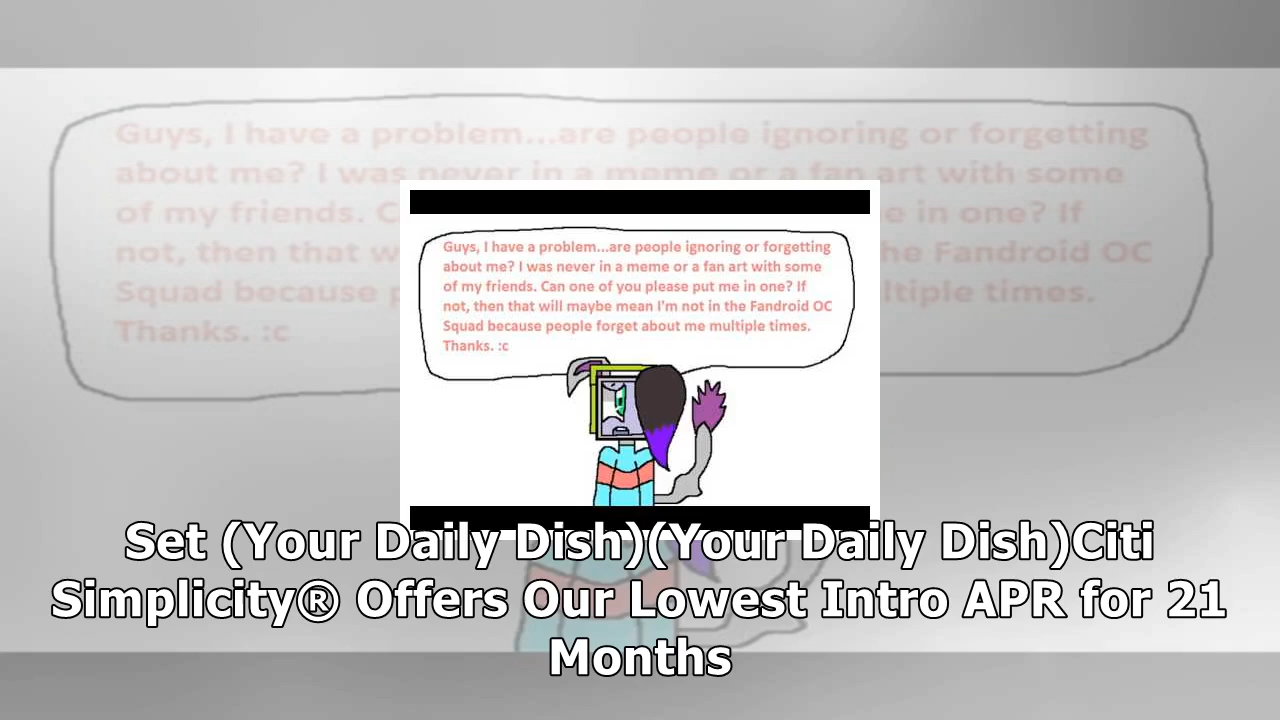 Guys, I have a problem...are people ignoring or forgetting
about me? I was never in a meme or a fan art with some
of my friends. Can one of you please put me in one? If
not, then that will maybe mean I'm not in the Fandroid OC
Squad because people forget about me multiple times.
Thanks. :c
Set (Your Daily Dish)(Your Daily Dish)Citi
Simplicity® Offers Our Lowest Intro APR for 21
Months